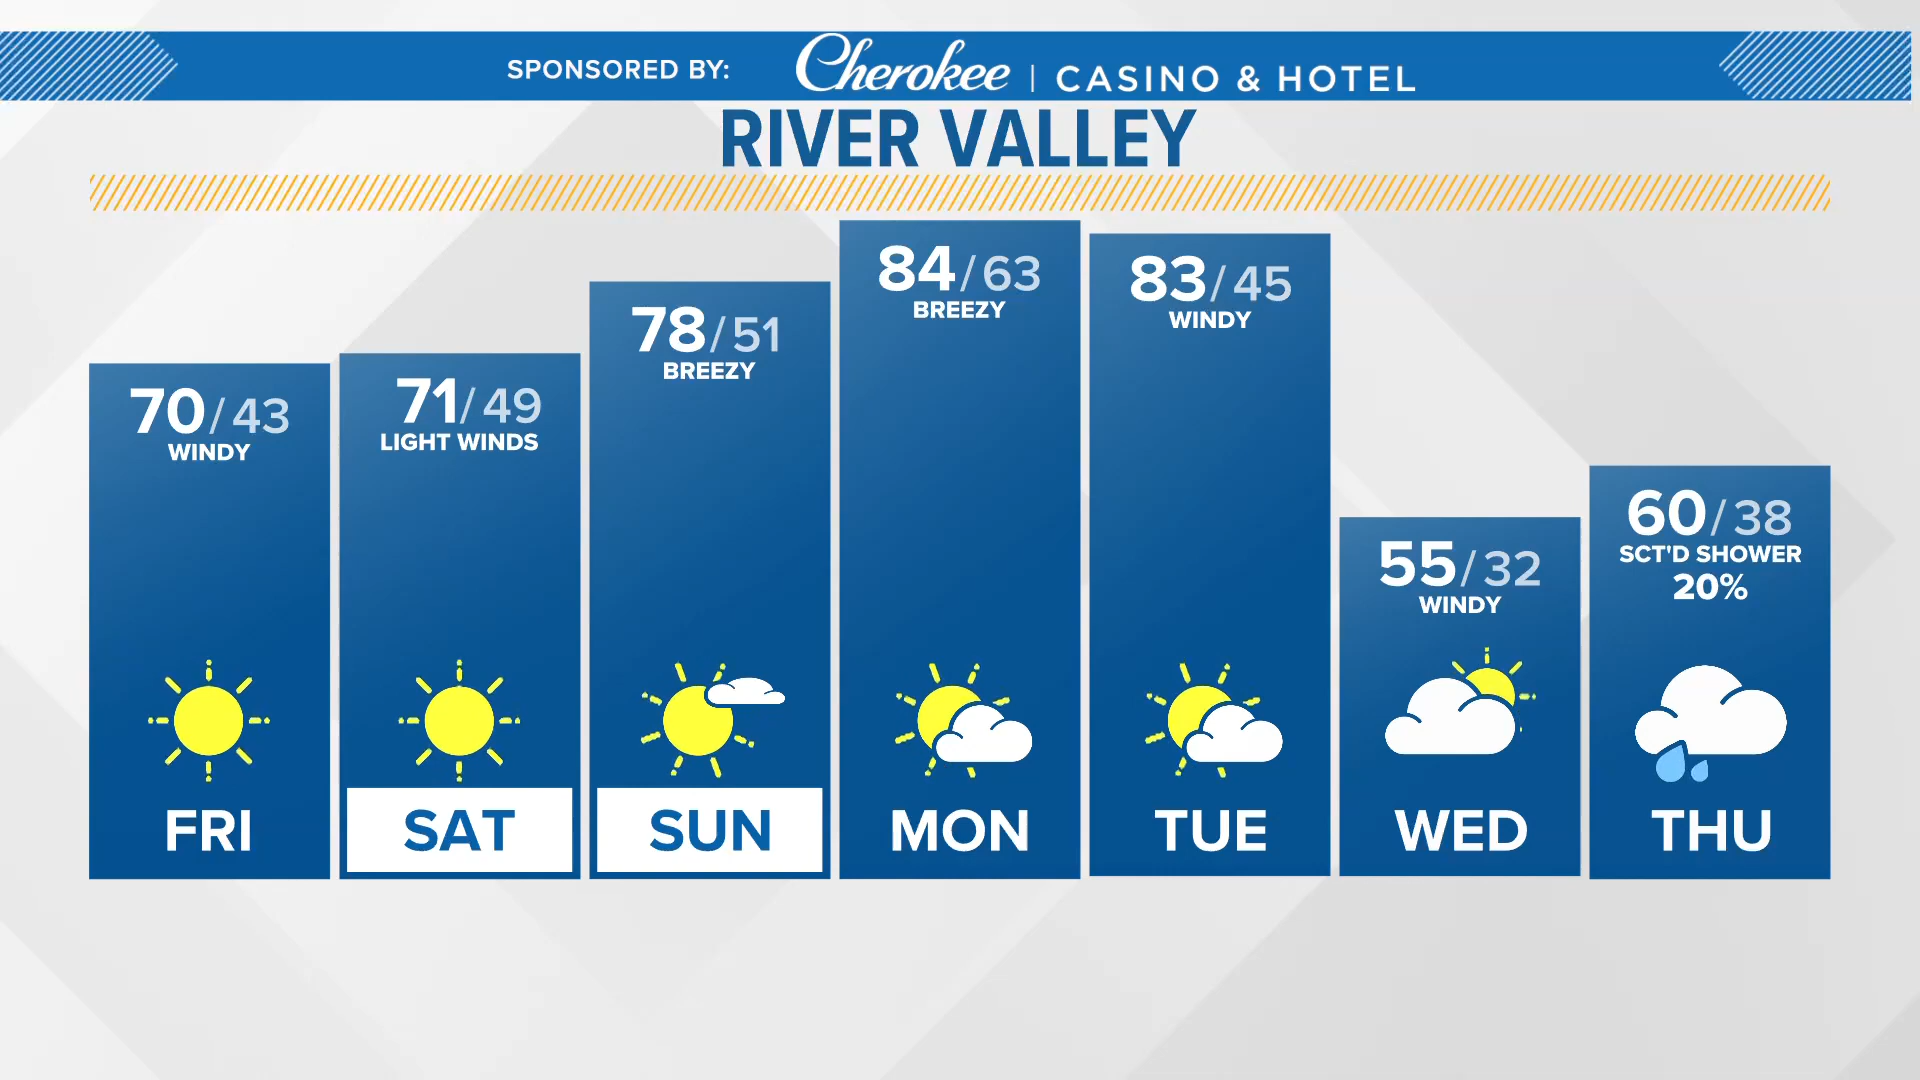 SPONSORED BY: Cherokee | CASINO & HOTEL
RIVER VALLEY
70/43
WINDY
FRI
71/49
LIGHT WINDS
SAT
78/51
BREEZY
SUN
84/63
BREEZY
MON
83/45
WINDY
TUE
55/32
WINDY
WED
60/38
SCT'D SHOWER
20%
THU